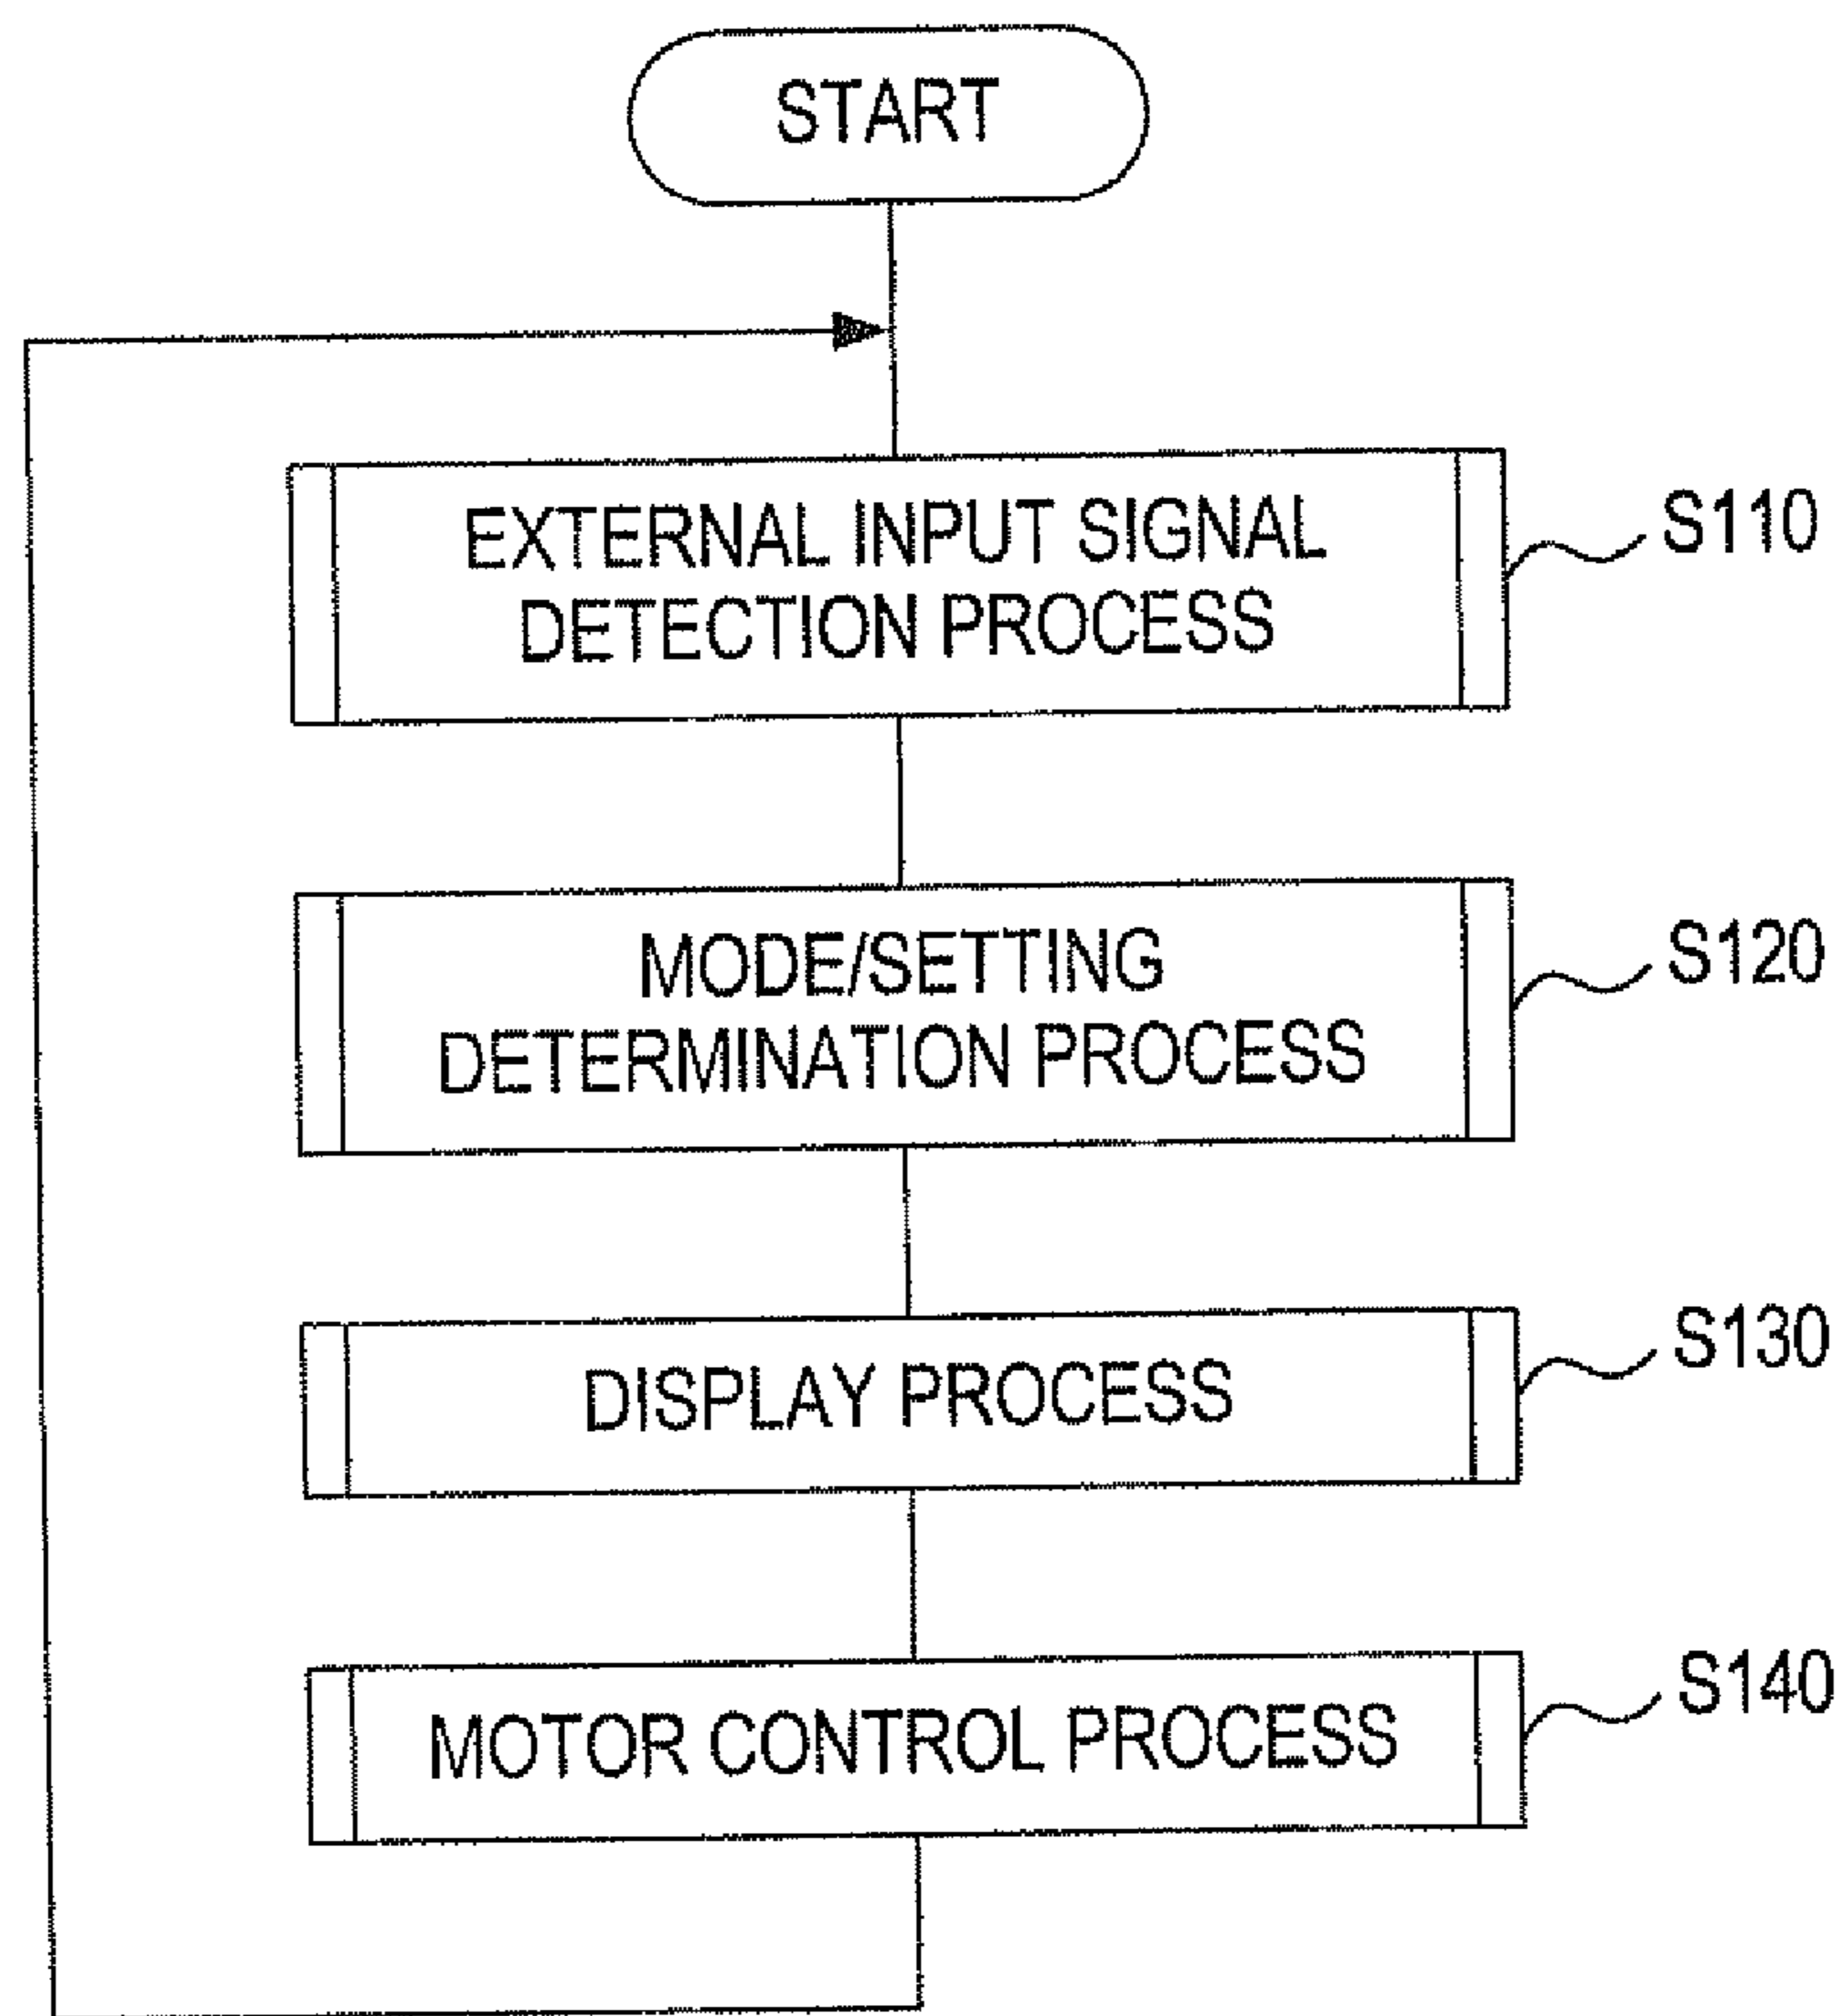 START
EXTERNAL INPUT SIGNAL
DETECTION PROCESS
S110
MODE/SETTING
DETERMINATION PROCESS
S120
DISPLAY PROCESS
S130
MOTOR CONTROL PROCESS
S140